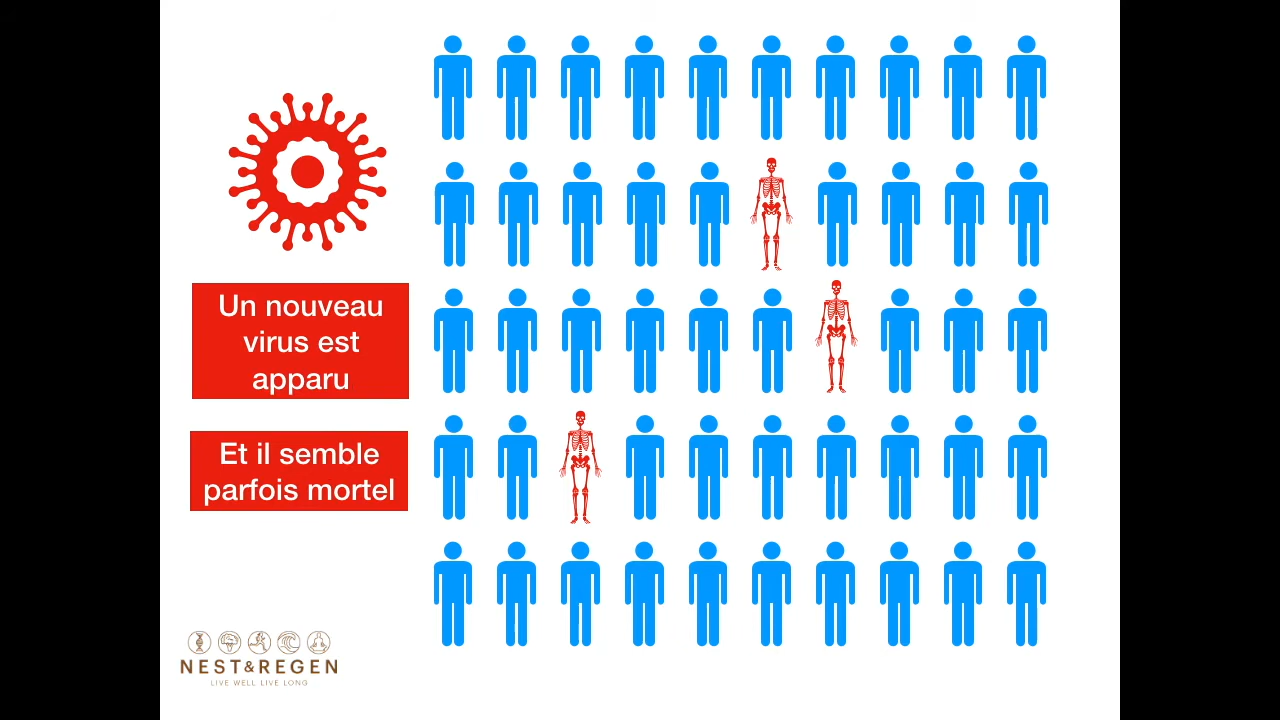 Un nouveau
virus est
apparu
Et il semble
parfois mortel
NEST&REGEN
LIVE WELL LIVE LONG